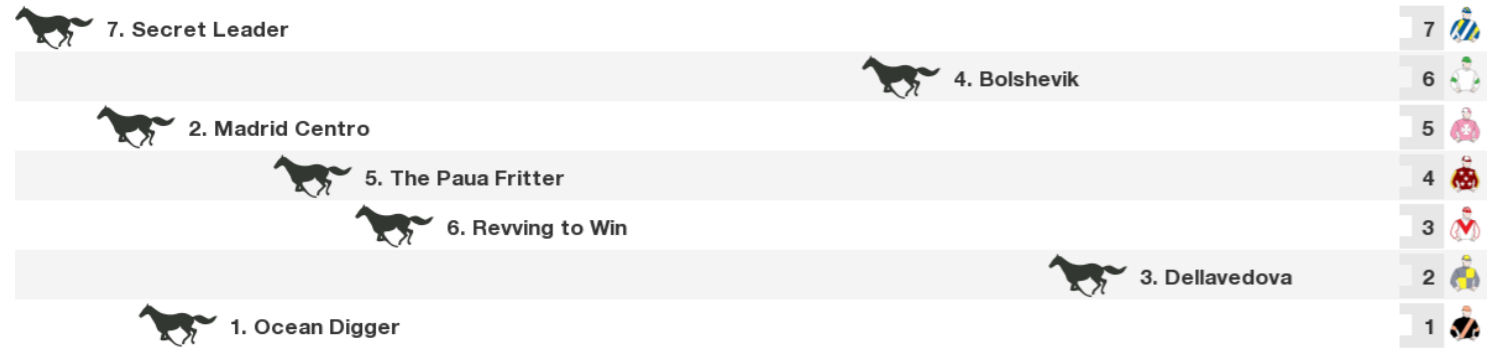 7. Secret Leader 7
4. Bolshevik 6
2. Madrid Centro 5
5. The Paua Fritter 4
6. Revving to Win 3
3. Dellavedova 2
1. Ocean Digger 1